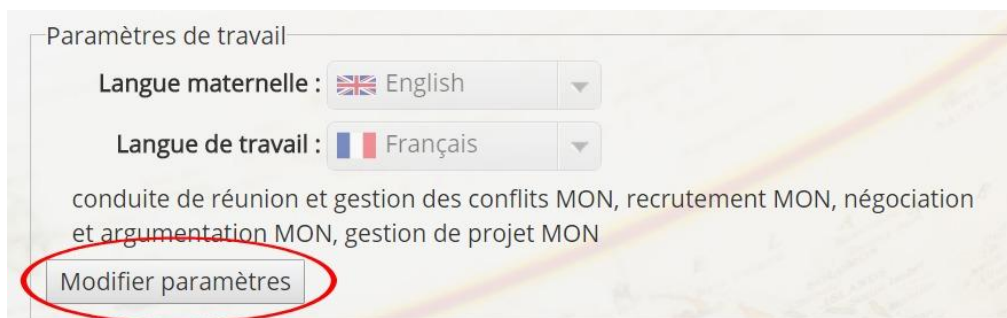 Paramètres de travail
Langue maternelle : English
Langue de travail : Français
conduite de réunion et gestion des conflits MON, recrutement MON, négociation
et argumentation MON, gestion de projet MON
Modifier paramètres